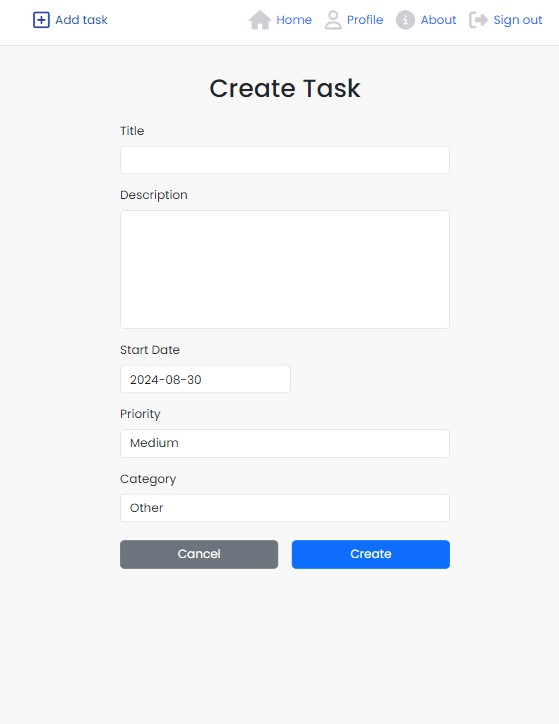 Add task Home Profile About Sign out
Create Task
Title
Description
Start Date
2024-08-30
Priority
Medium
Category
Other
Cancel Create